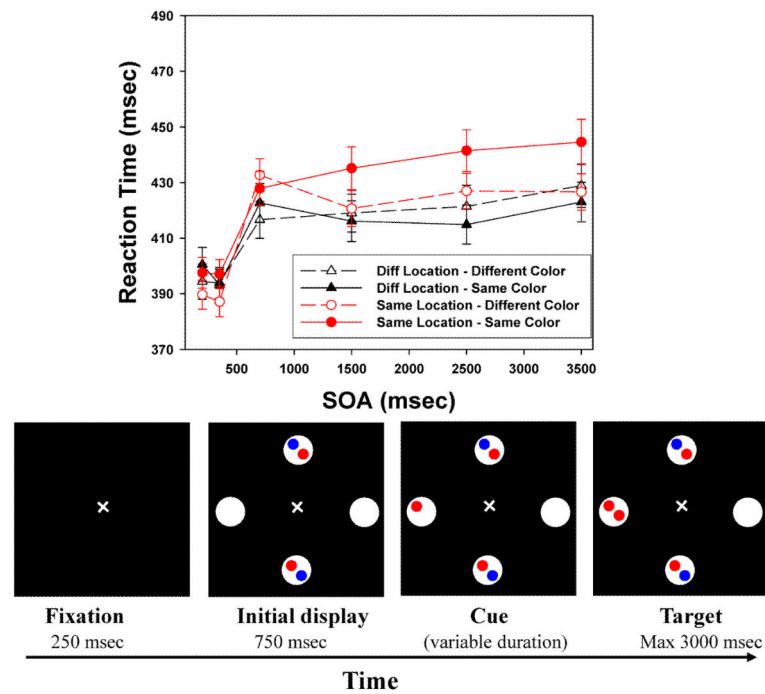 490
470
450
430
410
390
370
Reaction Time (msec)
Diff Location - Different Color
Diff Location - Same Color
Same Location - Different Color
Same Location - Same Color
500 1000 1500 2000 2500 3000 3500
SOA (msec)
Fixation Initial display Cue Target
250 msec 750 msec (variable duration) Max 3000 msec
Time